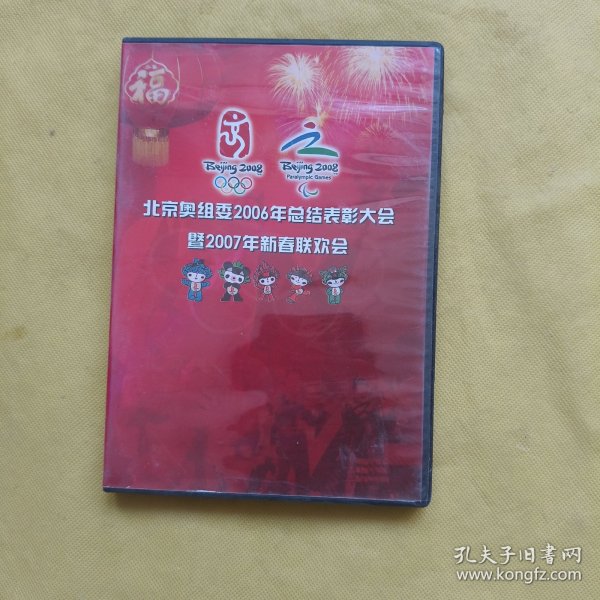 福
Beijing 2008
Beijing 2008
Paralympic Games
北京奥组委2006年总结表彰大会
暨2007年新春联欢会
孔夫子旧书网
www.kongfz.com